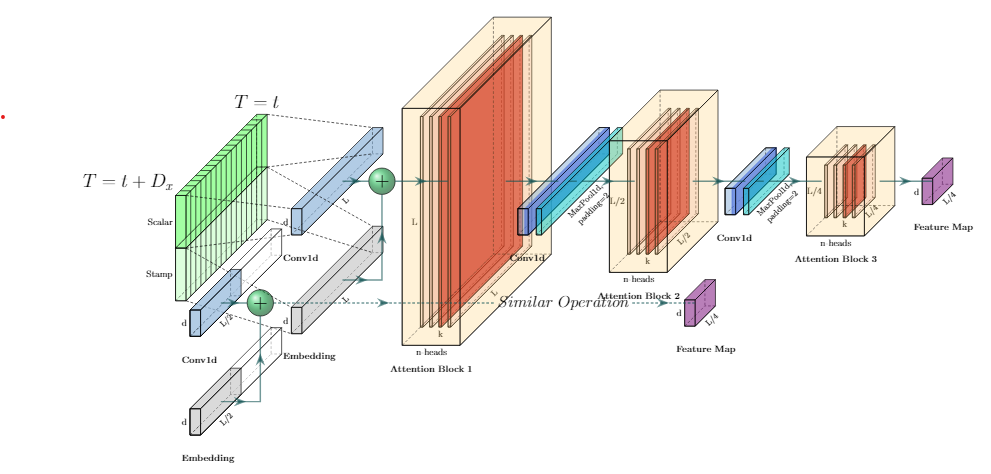 T = t
T = t + D_x
Scalar
Stamp
d
L
Conv1d
d
L
Embedding
d
L/2
Conv1d
d
L/2
Embedding
L
L
k
n heads
Attention Block 1
Conv1d
MaxPool1d,
padding=2
L/2
L/2
k
n heads
Attention Block 2
Conv1d
MaxPool1d,
padding=2
L/4
L/4
k
n heads
Attention Block 3
d
L/4
Feature Map
Similar Operation
d
L/4
Feature Map